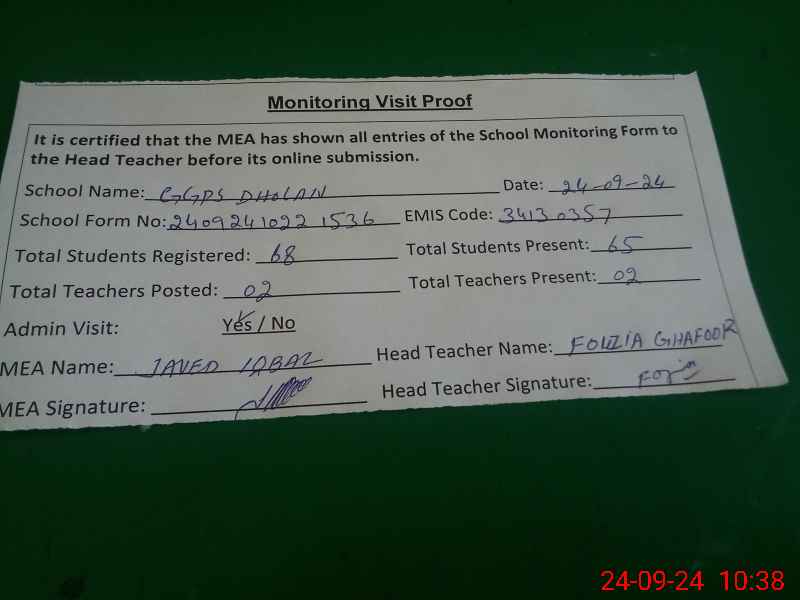 Monitoring Visit Proof
It is certified that the MEA has shown all entries of the School Monitoring Form to
the Head Teacher before its online submission.
School Name: GGPS DHOLAN Date: 24-09-24
School Form No: 2409241022 1536 EMIS Code: 34130357
Total Students Registered: 68 Total Students Present: 65
Total Teachers Posted: 02 Total Teachers Present: 02
Admin Visit: Yes / No
MEA Name: JAVED IQBAL Head Teacher Name: FOUZIA GHAFOOR
MEA Signature: Head Teacher Signature:
24-09-24 10:38